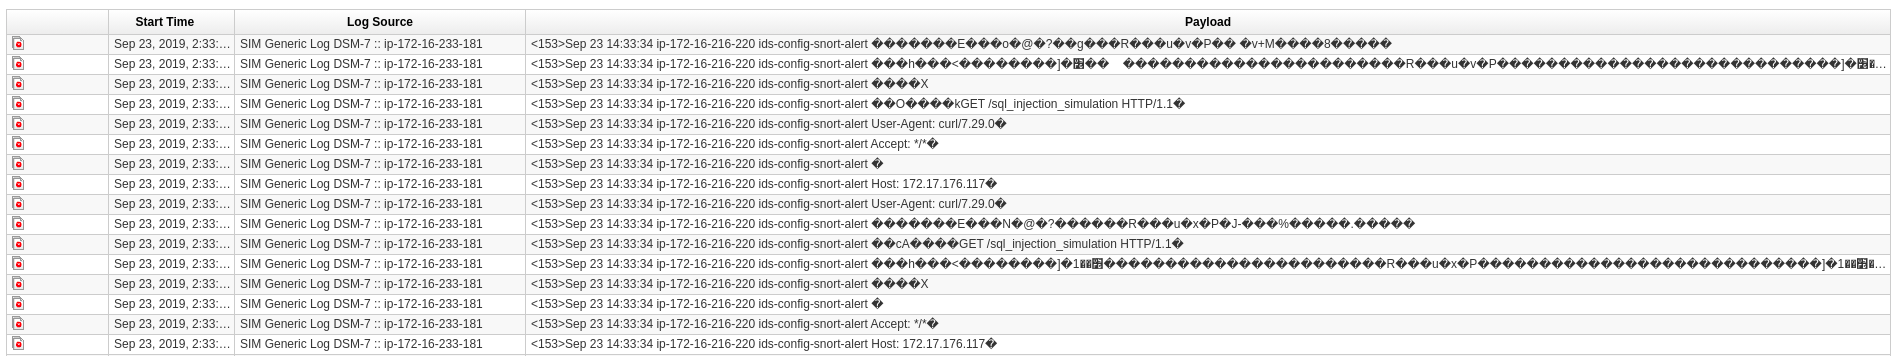 Start Time Log Source Payload
Sep 23, 2019, 2:33:... SIM Generic Log DSM-7 :: ip-172-16-233-181 <153>Sep 23 14:33:34 ip-172-16-216-220 ids-config-snort-alert �������E���o�@�?��g���R���u�v�P�� �v+M����8�����
Sep 23, 2019, 2:33:... SIM Generic Log DSM-7 :: ip-172-16-233-181 <153>Sep 23 14:33:34 ip-172-16-216-220 ids-config-snort-alert ���h���<��������]��� �����������������������R���u�v�P����������������������������]��...
Sep 23, 2019, 2:33:... SIM Generic Log DSM-7 :: ip-172-16-233-181 <153>Sep 23 14:33:34 ip-172-16-216-220 ids-config-snort-alert ����X
Sep 23, 2019, 2:33:... SIM Generic Log DSM-7 :: ip-172-16-233-181 <153>Sep 23 14:33:34 ip-172-16-216-220 ids-config-snort-alert ��O����kGET /sql_injection_simulation HTTP/1.1�
Sep 23, 2019, 2:33:... SIM Generic Log DSM-7 :: ip-172-16-233-181 <153>Sep 23 14:33:34 ip-172-16-216-220 ids-config-snort-alert User-Agent: curl/7.29.0�
Sep 23, 2019, 2:33:... SIM Generic Log DSM-7 :: ip-172-16-233-181 <153>Sep 23 14:33:34 ip-172-16-216-220 ids-config-snort-alert Accept: */*�
Sep 23, 2019, 2:33:... SIM Generic Log DSM-7 :: ip-172-16-233-181 <153>Sep 23 14:33:34 ip-172-16-216-220 ids-config-snort-alert �
Sep 23, 2019, 2:33:... SIM Generic Log DSM-7 :: ip-172-16-233-181 <153>Sep 23 14:33:34 ip-172-16-216-220 ids-config-snort-alert Host: 172.17.176.117�
Sep 23, 2019, 2:33:... SIM Generic Log DSM-7 :: ip-172-16-233-181 <153>Sep 23 14:33:34 ip-172-16-216-220 ids-config-snort-alert User-Agent: curl/7.29.0�
Sep 23, 2019, 2:33:... SIM Generic Log DSM-7 :: ip-172-16-233-181 <153>Sep 23 14:33:34 ip-172-16-216-220 ids-config-snort-alert �������E���N�@�?������R���u�x�P�J-���%�����.�����
Sep 23, 2019, 2:33:... SIM Generic Log DSM-7 :: ip-172-16-233-181 <153>Sep 23 14:33:34 ip-172-16-216-220 ids-config-snort-alert ��cA����GET /sql_injection_simulation HTTP/1.1�
Sep 23, 2019, 2:33:... SIM Generic Log DSM-7 :: ip-172-16-233-181 <153>Sep 23 14:33:34 ip-172-16-216-220 ids-config-snort-alert ���h���<��������]�1�������������������������R���u�x�P����������������������������]�1��...
Sep 23, 2019, 2:33:... SIM Generic Log DSM-7 :: ip-172-16-233-181 <153>Sep 23 14:33:34 ip-172-16-216-220 ids-config-snort-alert ����X
Sep 23, 2019, 2:33:... SIM Generic Log DSM-7 :: ip-172-16-233-181 <153>Sep 23 14:33:34 ip-172-16-216-220 ids-config-snort-alert �
Sep 23, 2019, 2:33:... SIM Generic Log DSM-7 :: ip-172-16-233-181 <153>Sep 23 14:33:34 ip-172-16-216-220 ids-config-snort-alert Accept: */*�
Sep 23, 2019, 2:33:... SIM Generic Log DSM-7 :: ip-172-16-233-181 <153>Sep 23 14:33:34 ip-172-16-216-220 ids-config-snort-alert Host: 172.17.176.117�